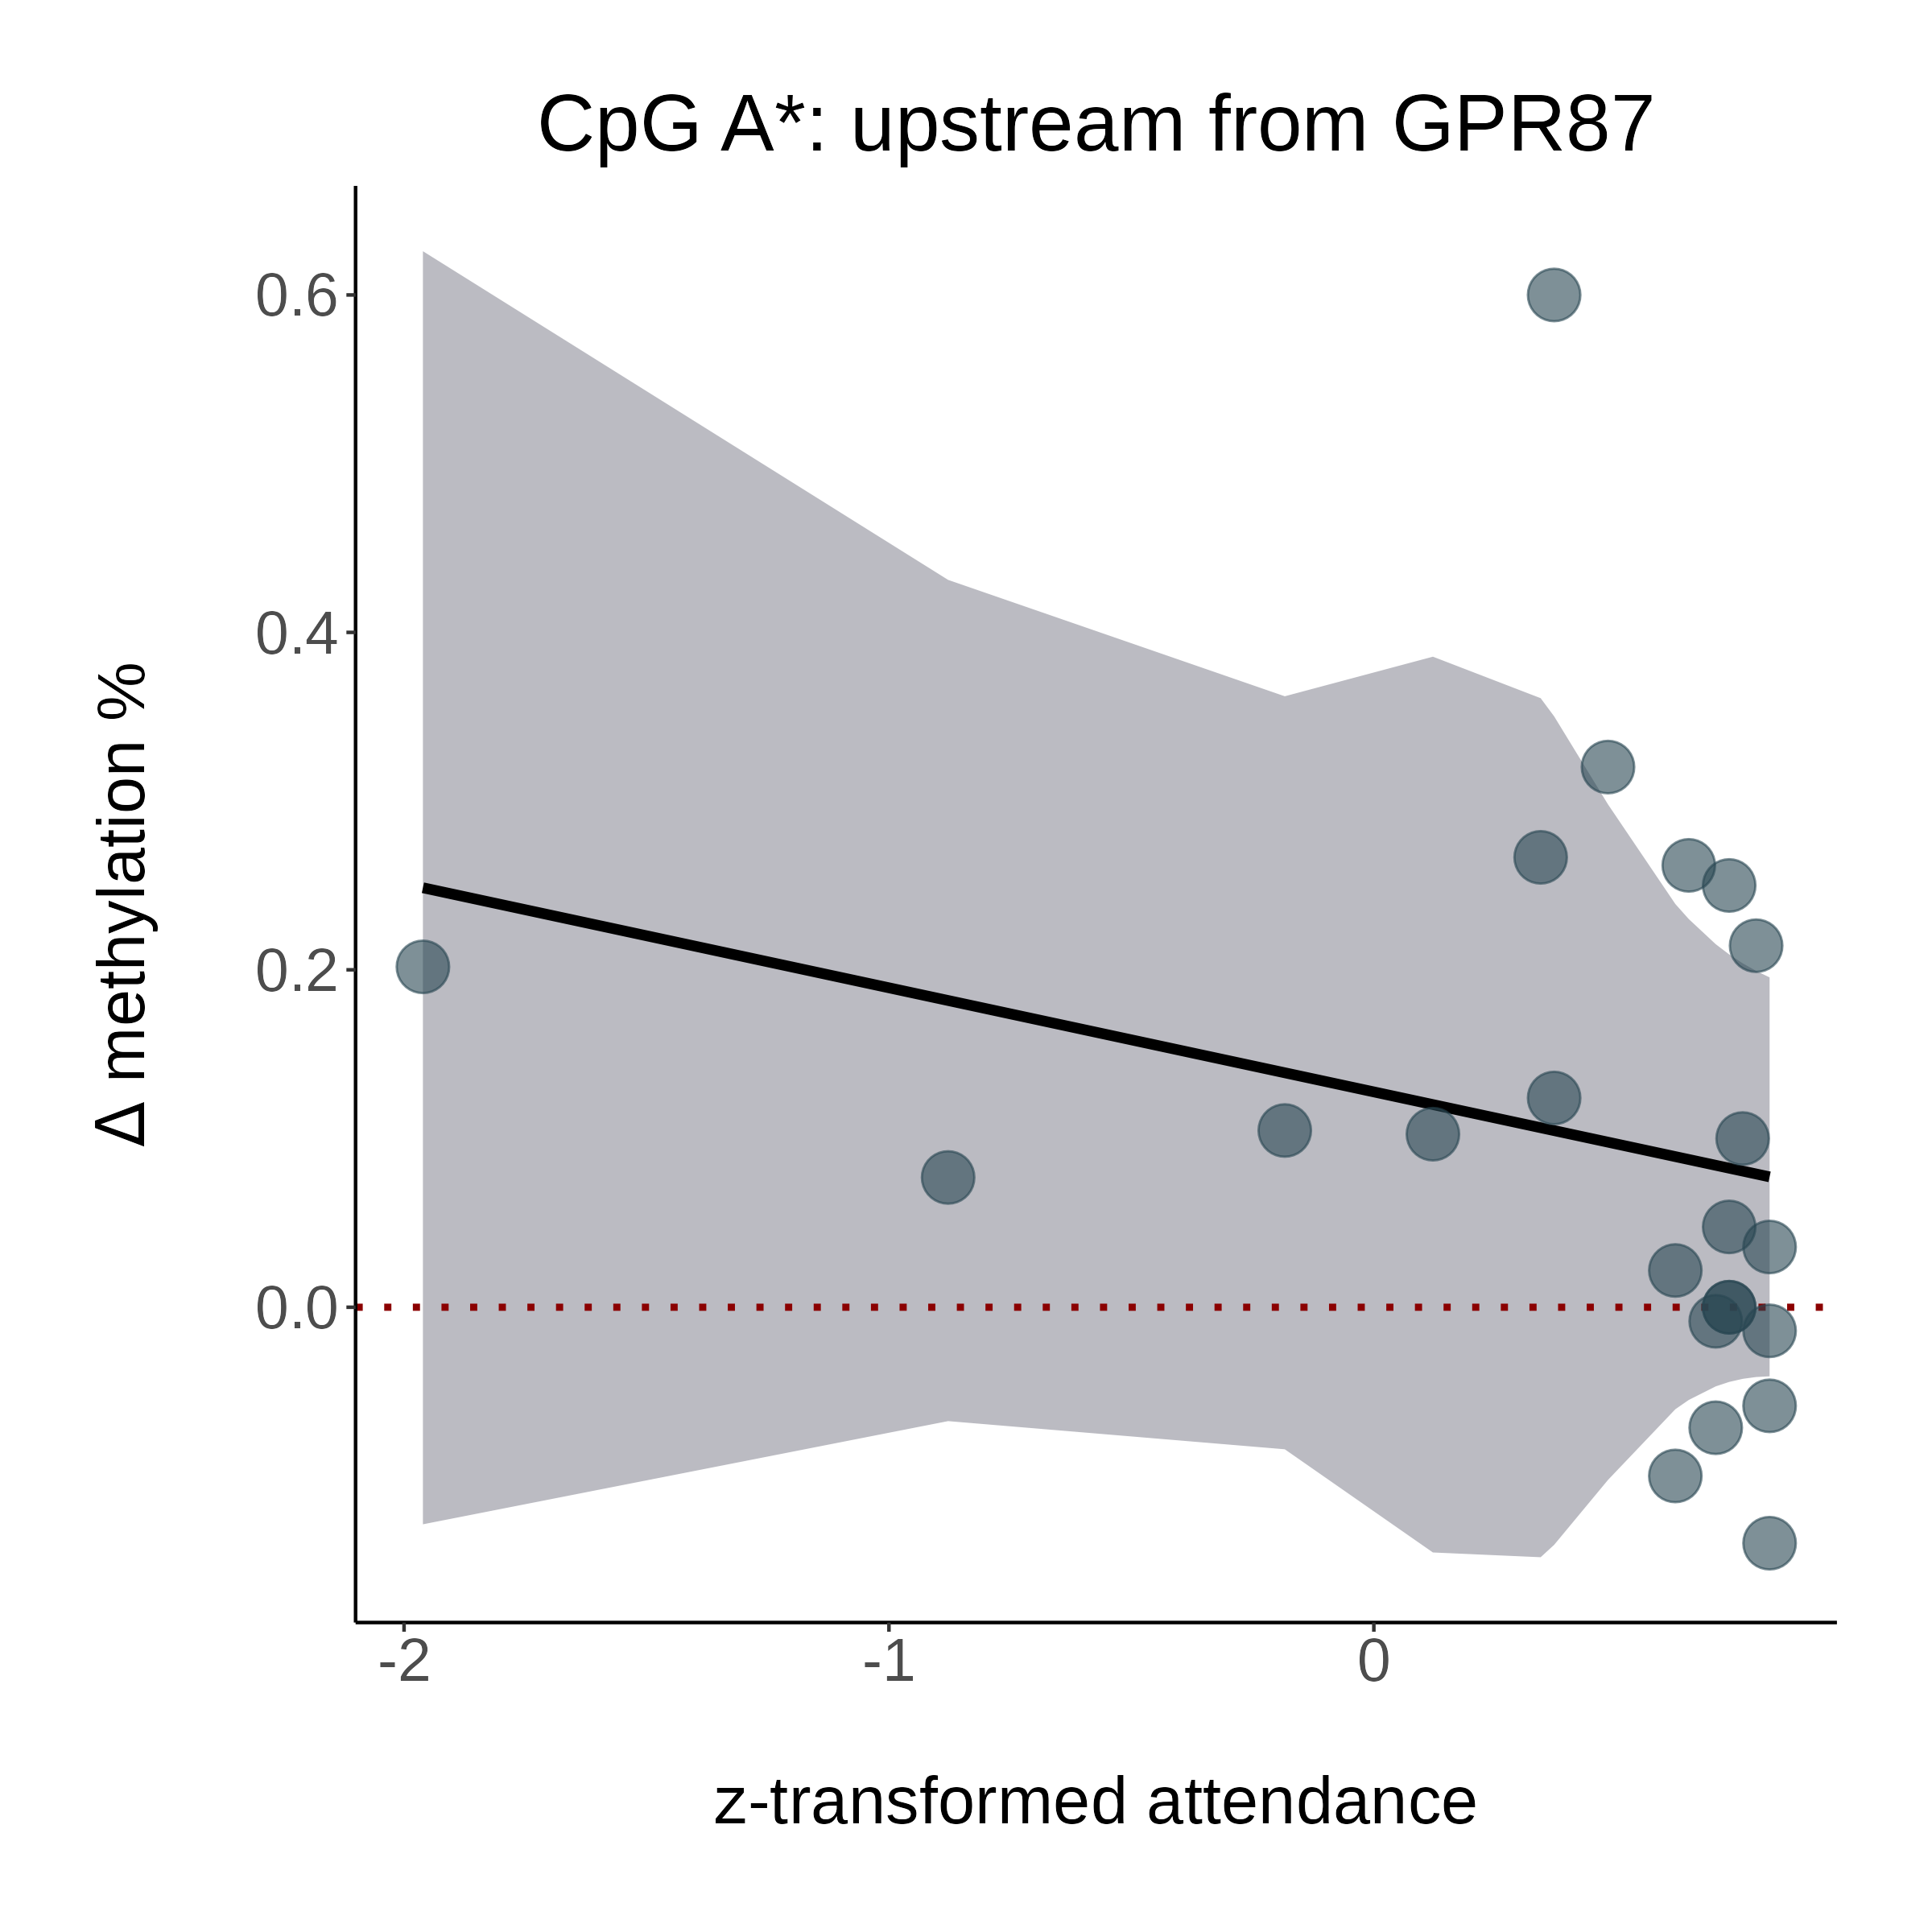 CpG A*: upstream from GPR87
Δ methylation %
0.6
0.4
0.2
0.0
-2 -1 0
z-transformed attendance